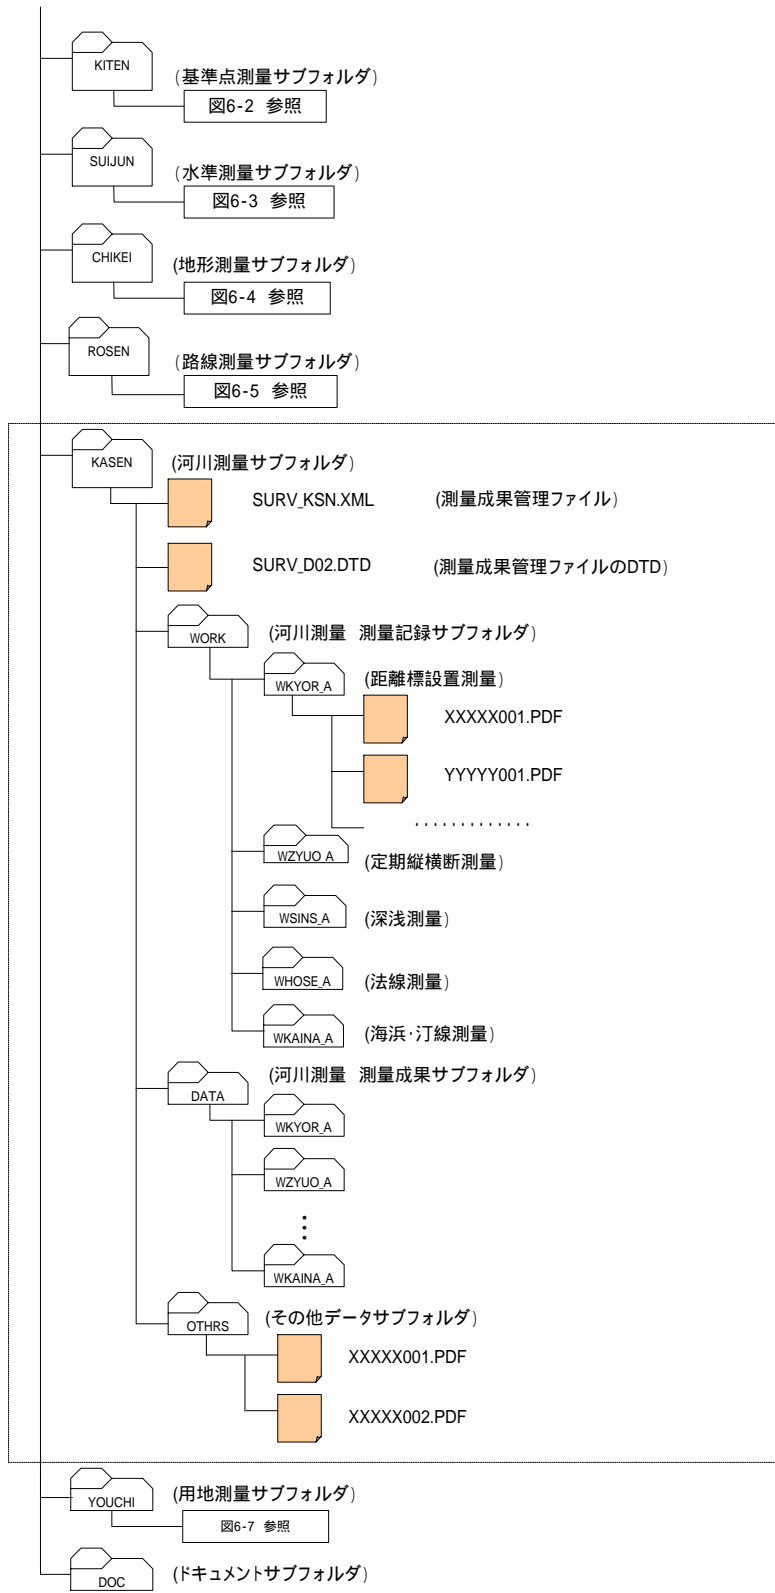 KITEN
(基準点測量サブフォルダ)
図6-2 参照
SUIJUN
(水準測量サブフォルダ)
図6-3 参照
CHIKEI
(地形測量サブフォルダ)
図6-4 参照
ROSEN
(路線測量サブフォルダ)
図6-5 参照
KASEN
(河川測量サブフォルダ)
SURV_KSN.XML (測量成果管理ファイル)
SURV_D02.DTD (測量成果管理ファイルのDTD)
WORK
(河川測量 測量記録サブフォルダ)
WKYOR_A
(距離標設置測量)
XXXXX001.PDF
YYYYY001.PDF
・・・・・・・・・・・・・
WZYUO_A
(定期縦横断測量)
WSINS_A
(深浅測量)
WHOSE_A
(法線測量)
WKAINA_A
(海浜・汀線測量)
DATA
(河川測量 測量成果サブフォルダ)
WKYOR_A
WZYUO_A
⋮
WKAINA_A
OTHRS
(その他データサブフォルダ)
XXXXX001.PDF
XXXXX002.PDF
YOUCHI
(用地測量サブフォルダ)
図6-7 参照
DOC
(ドキュメントサブフォルダ)